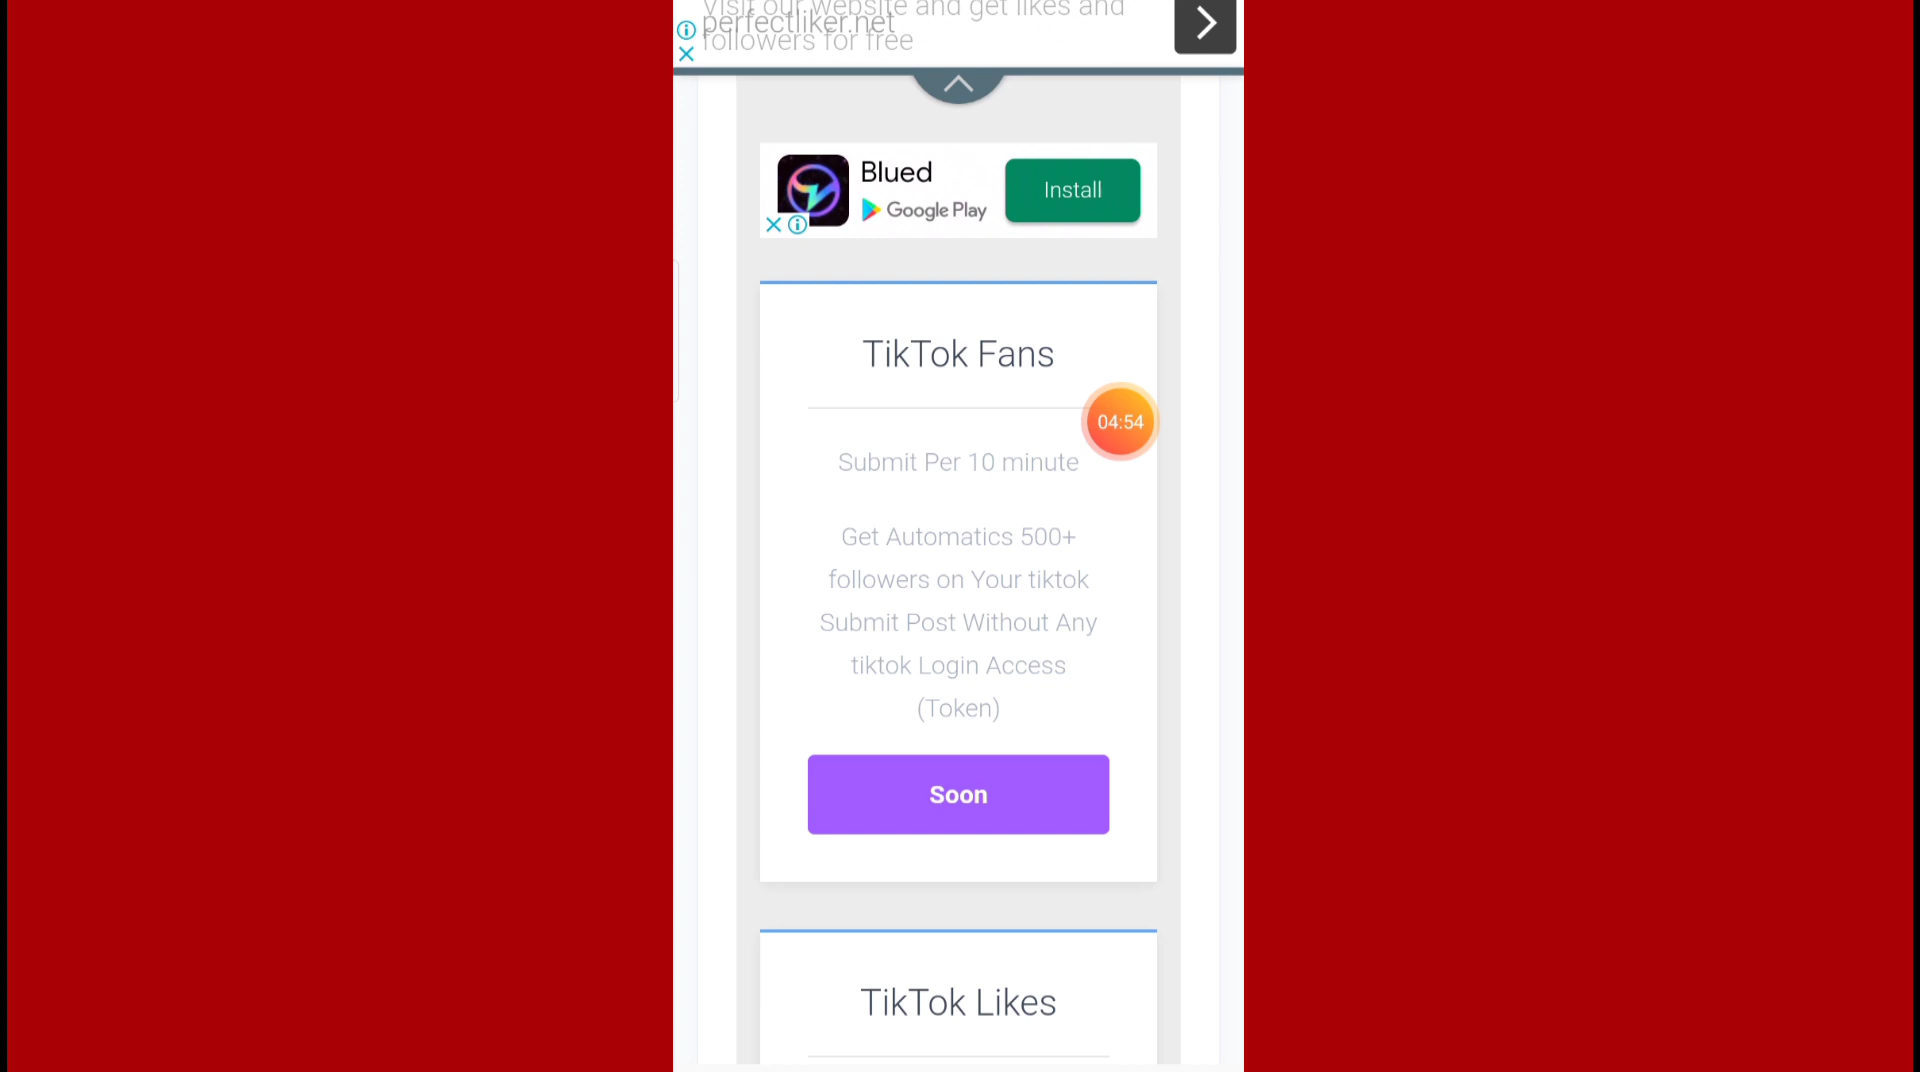 Visit our website and get likes and
perfectliker.net
followers for free
Blued
Google Play
Install
TikTok Fans
04:54
Submit Per 10 minute
Get Automatics 500+
followers on Your tiktok
Submit Post Without Any
tiktok Login Access
(Token)
Soon
TikTok Likes